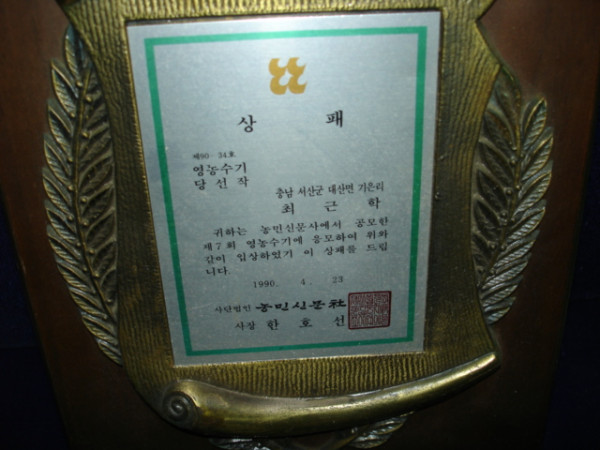 상 패
제90-34호
영농수기
당선작
충남 서산군 대산면 기은리
최 근 학
귀하는 농민신문사에서 공모한
제7회 영농수기에 응모하여 위와
같이 입상하였기 이 상패를 드립
니다.
1990. 4. 23
사단법인 농민신문社
사장 한호선